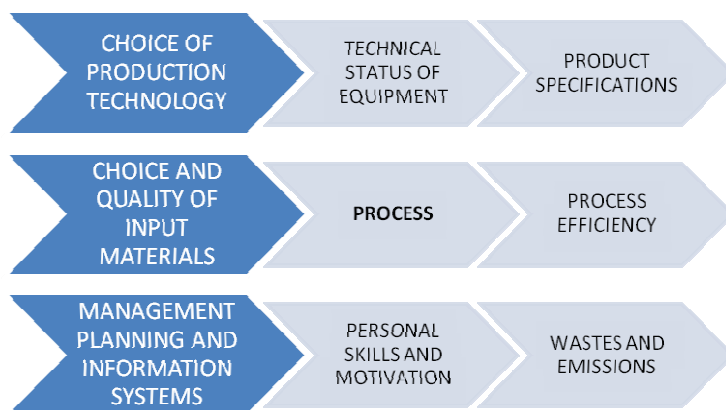 CHOICE OF
PRODUCTION
TECHNOLOGY
TECHNICAL
STATUS OF
EQUIPMENT
PRODUCT
SPECIFICATIONS
CHOICE AND
QUALITY OF
INPUT
MATERIALS
PROCESS
PROCESS
EFFICIENCY
MANAGEMENT
PLANNING AND
INFORMATION
SYSTEMS
PERSONAL
SKILLS AND
MOTIVATION
WASTES AND
EMISSIONS